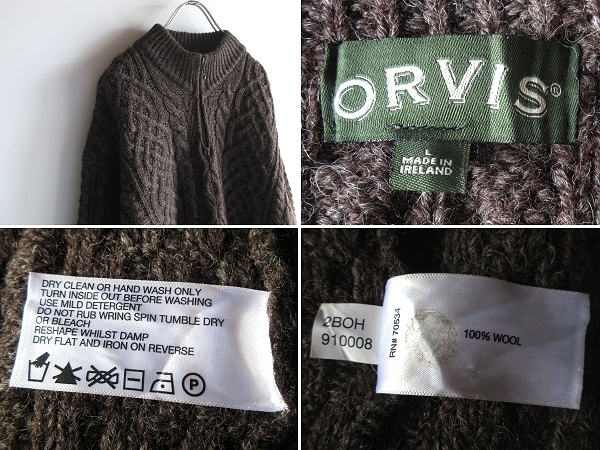 ORVIS®
L
MADE IN
IRELAND
DRY CLEAN OR HAND WASH ONLY
TURN INSIDE OUT BEFORE WASHING
USE MILD DETERGENT
DO NOT RUB WRING SPIN TUMBLE DRY
OR BLEACH
RESHAPE WHILST DAMP
DRY FLAT AND IRON ON REVERSE
P
2BOH
910008
RN# 70534
100% WOOL